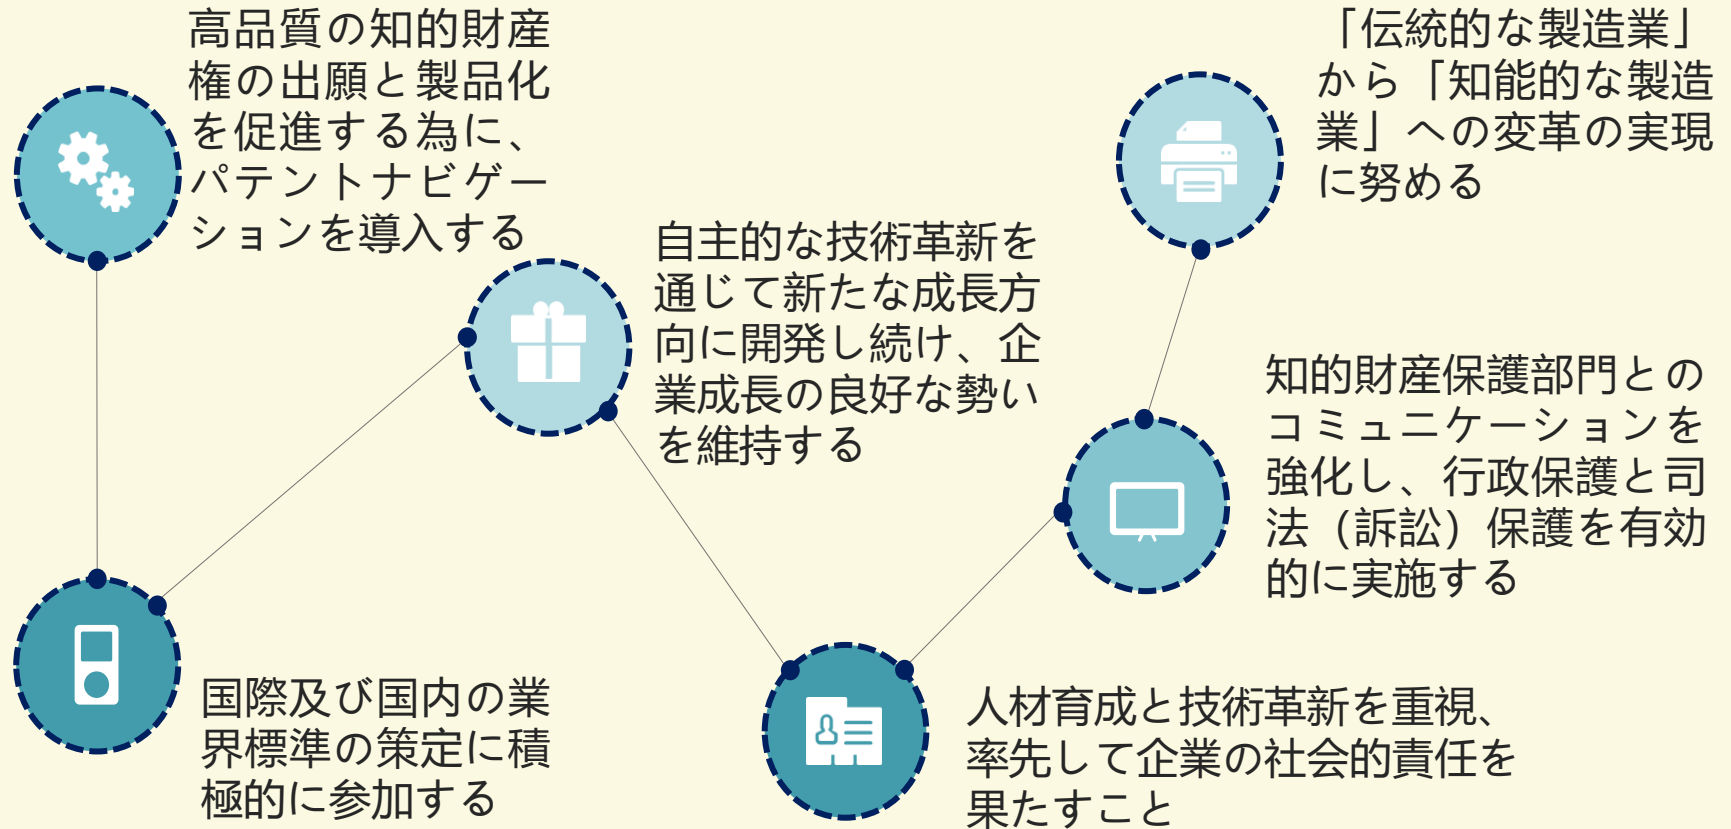 高品質の知的財産
権の出願と製品化
を促進する為に、
パテントナビゲー
ションを導入する
国際及び国内の業
界標準の策定に積
極的に参加する
自主的な技術革新を
通じて新たな成長方
向に開発し続け、企
業成長の良好な勢い
を維持する
人材育成と技術革新を重視、
率先して企業の社会的責任を
果たすこと
知的財産保護部門との
コミュニケーションを
強化し、行政保護と司
法（訴訟）保護を有効
的に実施する
「伝統的な製造業」
から「知能的な製造
業」への変革の実現
に努める